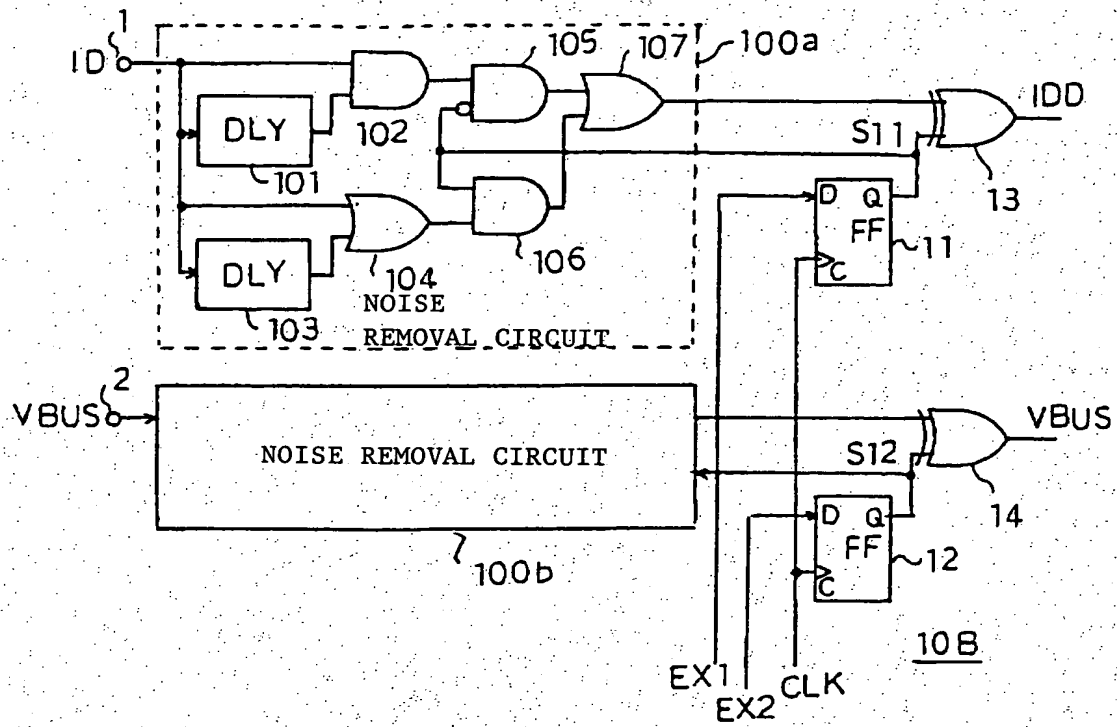 1
ID
DLY
101
102
105
107
100a
DLY
103
104
106
NOISE
REMOVAL CIRCUIT
S11
IDD
13
D Q
FF
C
11
2
VBUS
NOISE REMOVAL CIRCUIT
100b
S12
VBUS
14
D Q
FF
C
12
EX1
EX2
CLK
10B